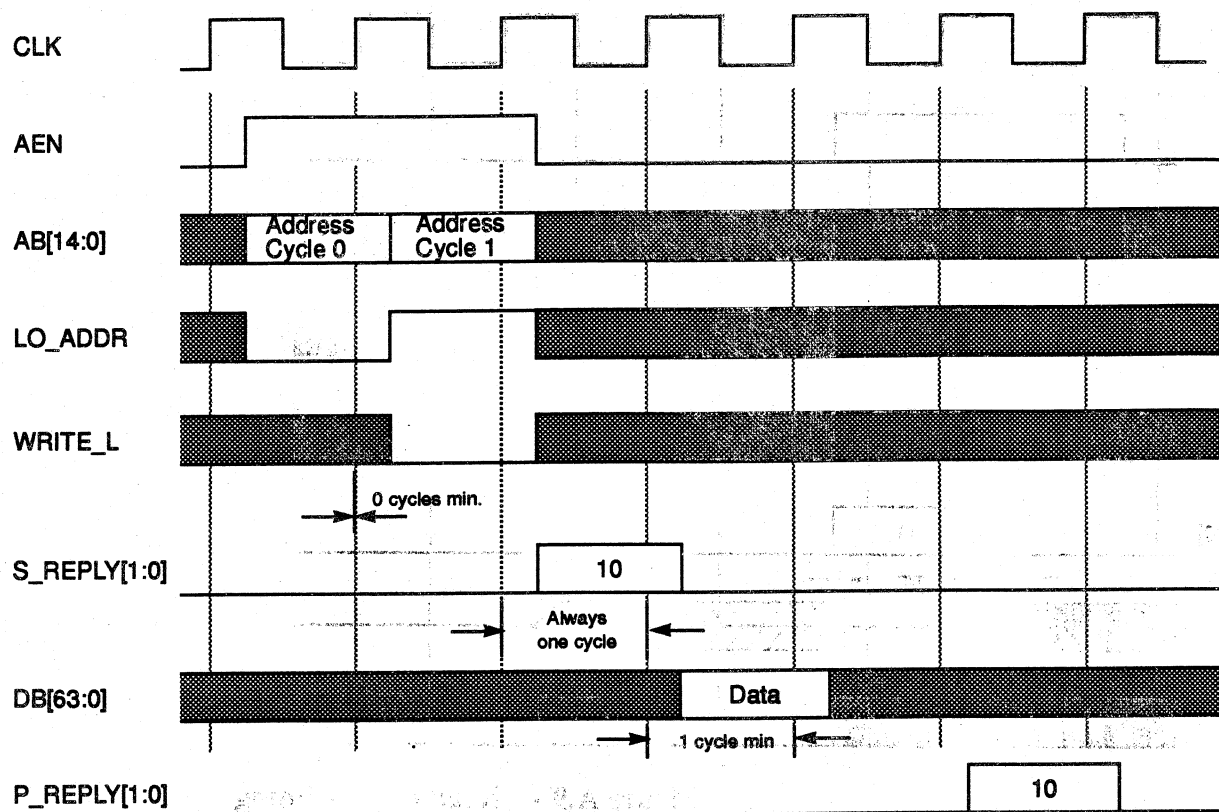 CLK
AEN
AB[14:0]
Address
Cycle 0
Address
Cycle 1
LO_ADDR
WRITE_L
0 cycles min.
S_REPLY[1:0]
10
Always
one cycle
DB[63:0]
Data
1 cycle min
P_REPLY[1:0]
10